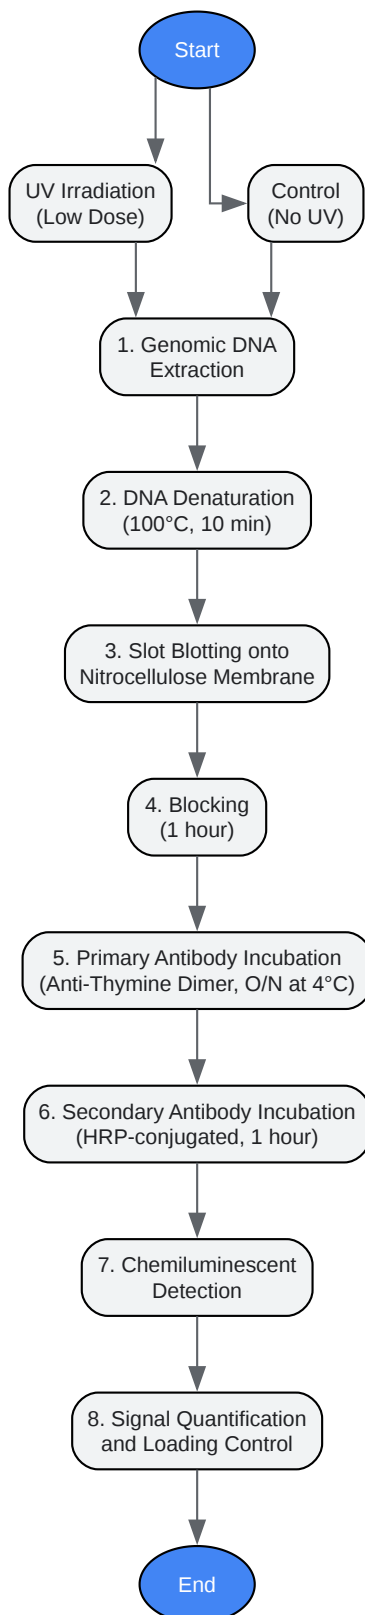 Start
UV Irradiation
(Low Dose)
Control
(No UV)
1. Genomic DNA
Extraction
2. DNA Denaturation
(100°C, 10 min)
3. Slot Blotting onto
Nitrocellulose Membrane
4. Blocking
(1 hour)
5. Primary Antibody Incubation
(Anti-Thymine Dimer, O/N at 4°C)
6. Secondary Antibody Incubation
(HRP-conjugated, 1 hour)
7. Chemiluminescent
Detection
8. Signal Quantification
and Loading Control
End